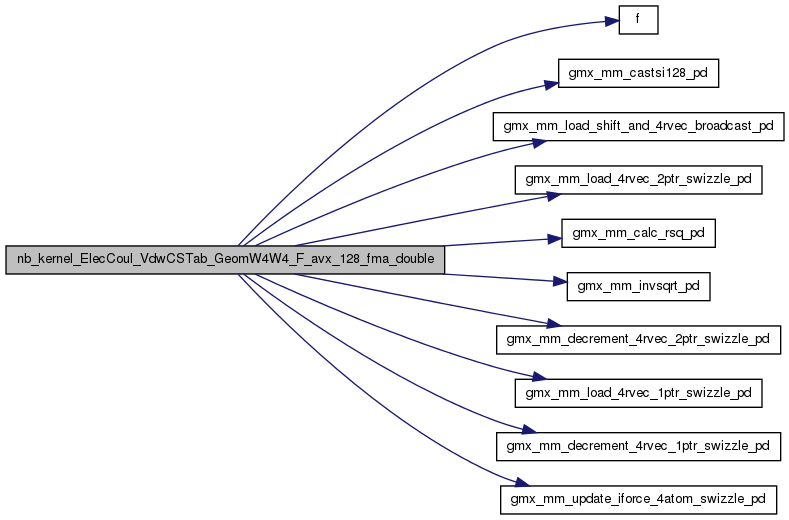 f
gmx_mm_castsi128_pd
gmx_mm_load_shift_and_4rvec_broadcast_pd
gmx_mm_load_4rvec_2ptr_swizzle_pd
gmx_mm_calc_rsq_pd
nb_kernel_ElecCoul_VdwCSTab_GeomW4W4_F_avx_128_fma_double
gmx_mm_invsqrt_pd
gmx_mm_decrement_4rvec_2ptr_swizzle_pd
gmx_mm_load_4rvec_1ptr_swizzle_pd
gmx_mm_decrement_4rvec_1ptr_swizzle_pd
gmx_mm_update_iforce_4atom_swizzle_pd